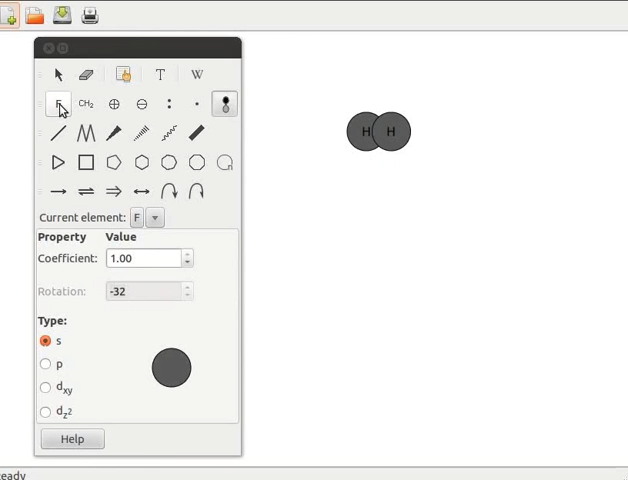 T W
F CH2
H H
Current element: F
Property Value
Coefficient: 1.00
Rotation: -32
Type:
s
p
dxy
dz2
Help
eady